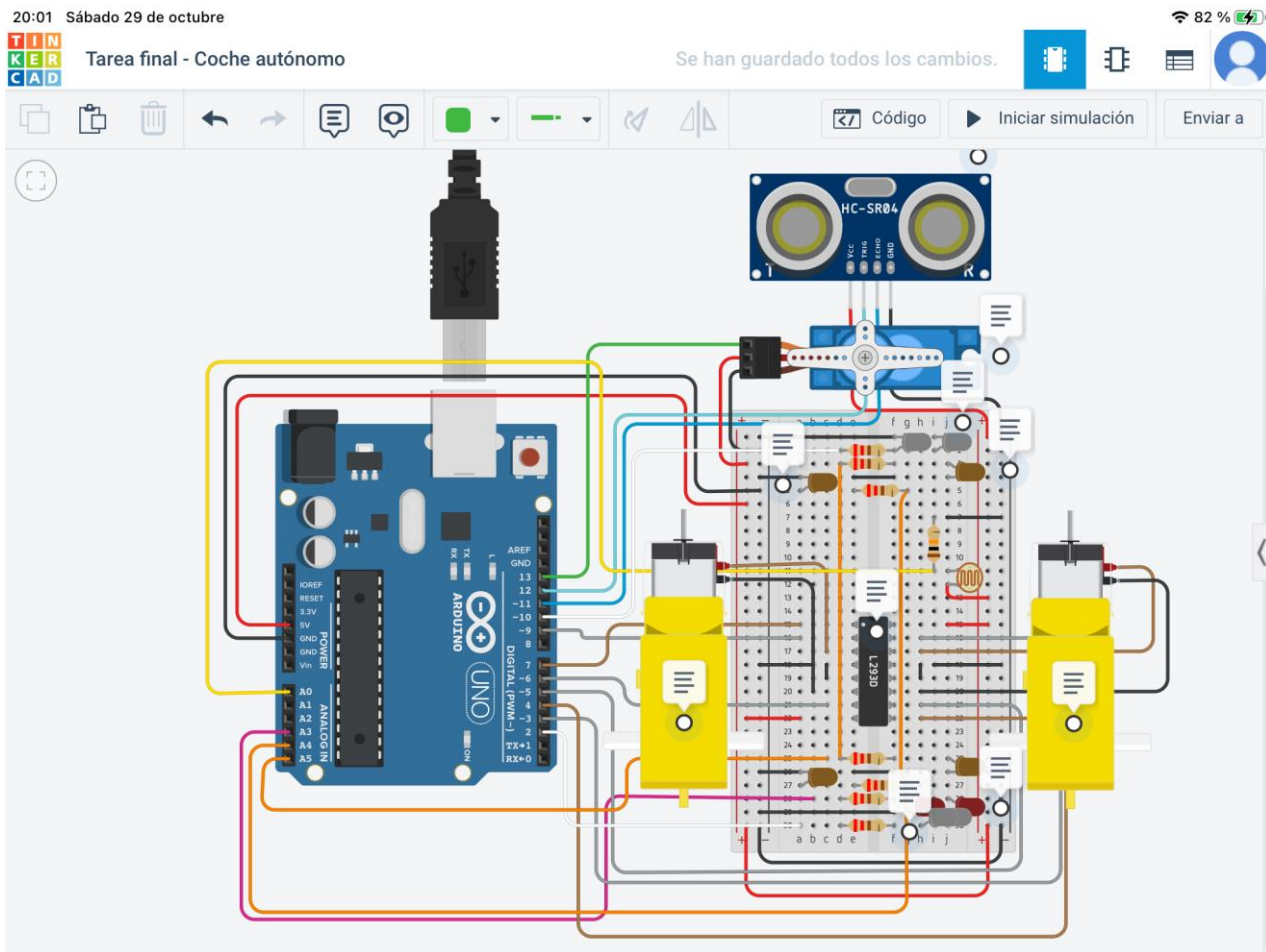 20:01 Sábado 29 de octubre
82 %
TIN
KER
CAD
Tarea final - Coche autónomo
Se han guardado todos los cambios.
Código
Iniciar simulación
Enviar a
HC-SR04
Vcc
TRIG
ECHO
GND
T
R
AREF
GND
13
12
~11
~10
~9
8
7
~6
~5
4
~3
2
TX→1
RX←0
DIGITAL (PWM~)
RX
TX
L
ARDUINO
UNO
ON
IOREF
RESET
3.3V
5V
GND
GND
Vin
POWER
A0
A1
A2
A3
A4
A5
ANALOG IN
L293D
+ −
f g h i j
+
a b c d e
f h i j
+ −